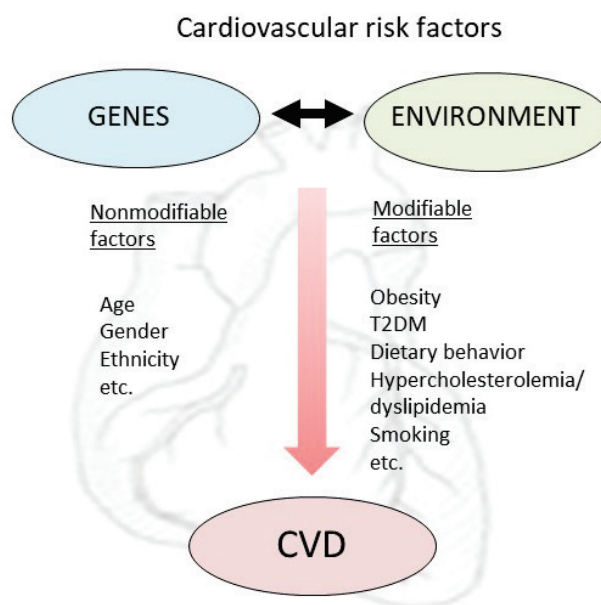 Cardiovascular risk factors
GENES
ENVIRONMENT
Nonmodifiable
factors
Age
Gender
Ethnicity
etc.
Modifiable
factors
Obesity
T2DM
Dietary behavior
Hypercholesterolemia/
dyslipidemia
Smoking
etc.
CVD